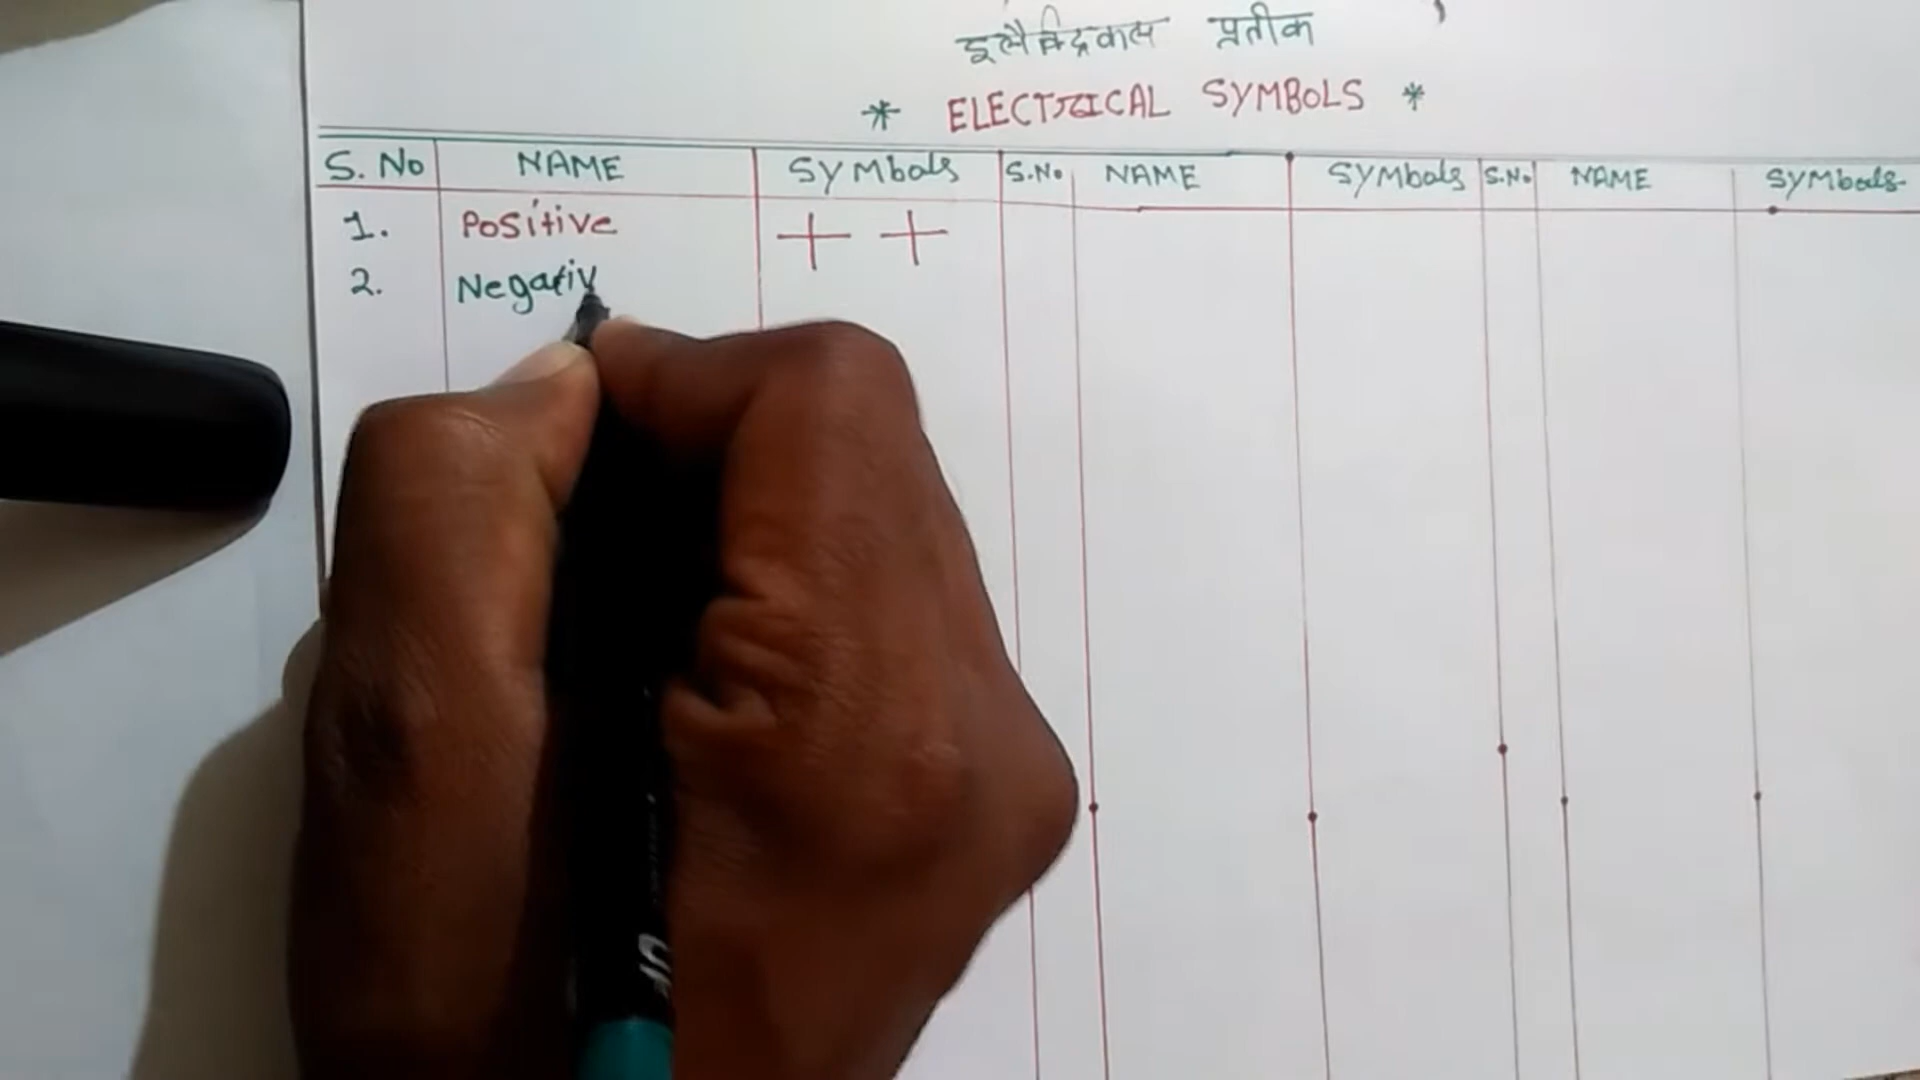 इलैक्ट्रिकल प्रतीक
* ELECTRICAL SYMBOLS *
S. No NAME SYMbols S.No NAME SYMbols S.No NAME SYMbols
1. Positive + +
2. Negativ